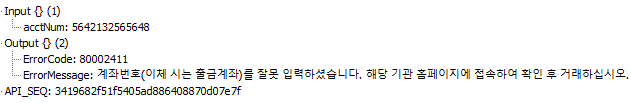 Input {} (1)
acctNum: 5642132565648
Output {} (2)
ErrorCode: 80002411
ErrorMessage: 계좌번호(이체 시는 출금계좌)를 잘못 입력하셨습니다. 해당 기관 홈페이지에 접속하여 확인 후 거래하십시오.
API_SEQ: 3419682f51f5405ad886408870d07e7f